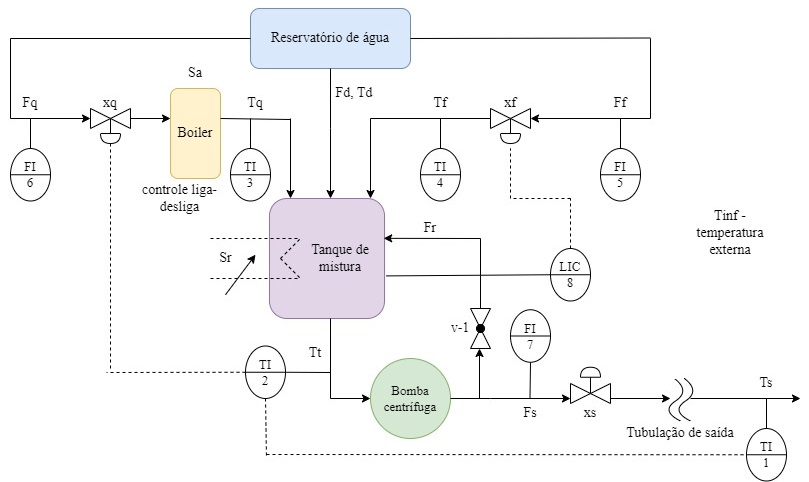 Reservatório de água
Sa
Fd, Td
Fq
xq
Tq
Tf
xf
Ff
Boiler
FI
6
TI
3
TI
4
FI
5
controle liga-
desliga
Tinf -
temperatura
externa
Fr
Sr
Tanque de
mistura
LIC
8
v-1
FI
7
Tt
TI
2
Bomba
centrífuga
Fs
xs
Ts
Tubulação de saída
TI
1